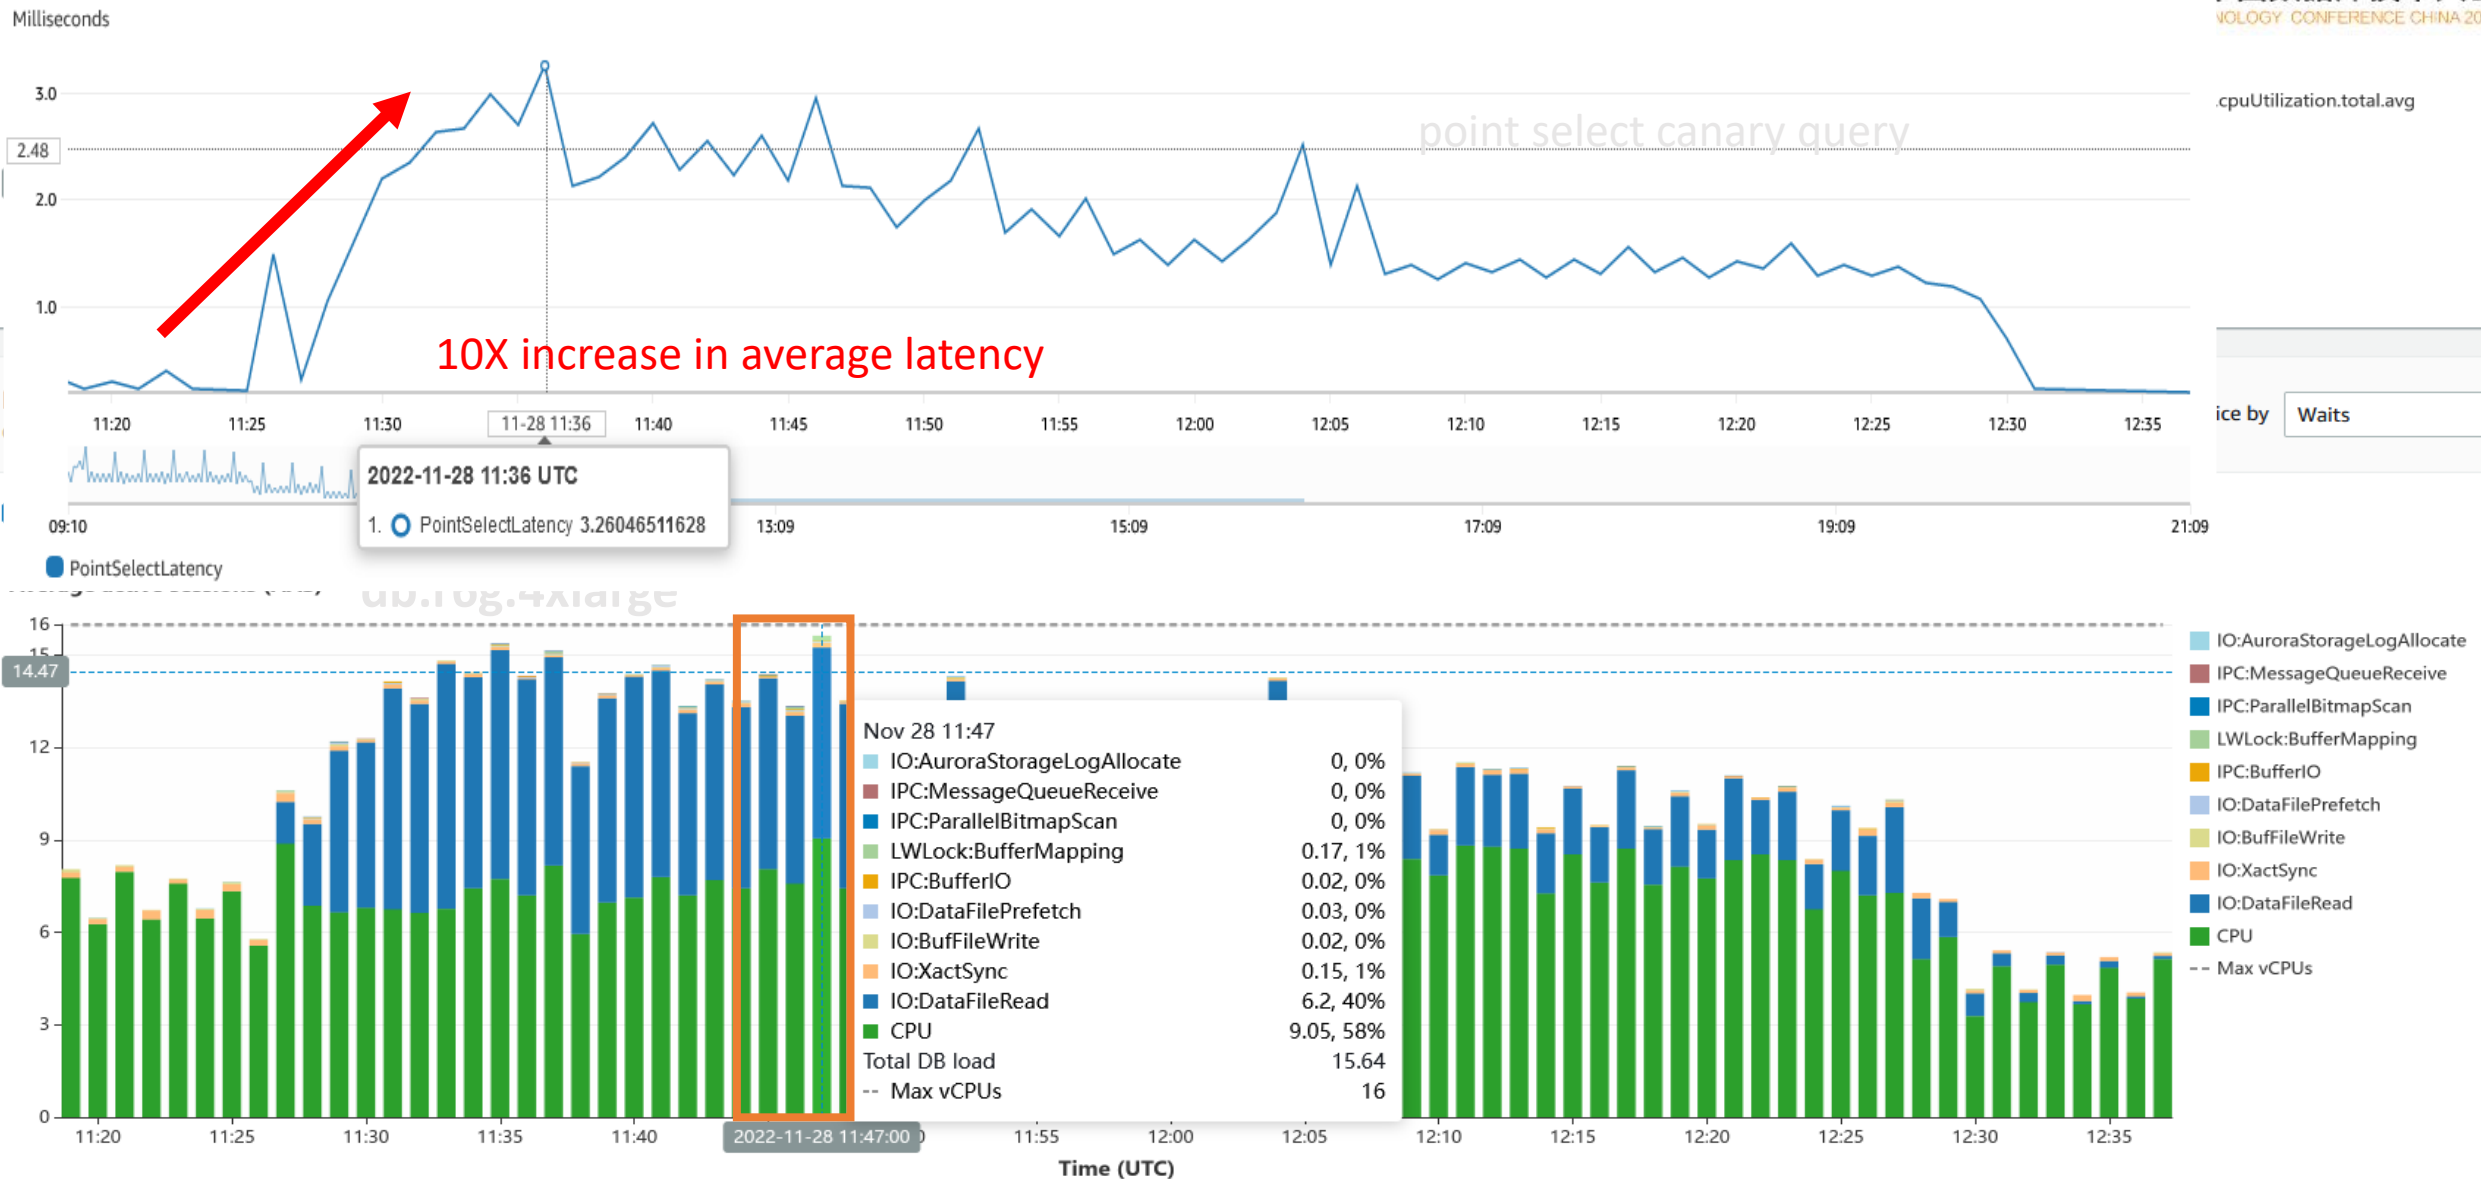 Milliseconds
NOLOGY CONFERENCE CHINA 20
3.0
2.48
2.0
1.0
point select canary query
.cpuUtilization.total.avg
10X increase in average latency
11:20 11:25 11:30 11-28 11:36 11:40 11:45 11:50 11:55 12:00 12:05 12:10 12:15 12:20 12:25 12:30 12:35
ice by Waits
2022-11-28 11:36 UTC
1. PointSelectLatency 3.26046511628
09:10 13:09 15:09 17:09 19:09 21:09
PointSelectLatency
16
15
14.47
12
9
6
3
0
Nov 28 11:47
IO:AuroraStorageLogAllocate 0, 0%
IPC:MessageQueueReceive 0, 0%
IPC:ParallelBitmapScan 0, 0%
LWLock:BufferMapping 0.17, 1%
IPC:BufferIO 0.02, 0%
IO:DataFilePrefetch 0.03, 0%
IO:BufFileWrite 0.02, 0%
IO:XactSync 0.15, 1%
IO:DataFileRead 6.2, 40%
CPU 9.05, 58%
Total DB load 15.64
-- Max vCPUs 16
IO:AuroraStorageLogAllocate
IPC:MessageQueueReceive
IPC:ParallelBitmapScan
LWLock:BufferMapping
IPC:BufferIO
IO:DataFilePrefetch
IO:BufFileWrite
IO:XactSync
IO:DataFileRead
CPU
-- Max vCPUs
11:20 11:25 11:30 11:35 11:40 2022-11-28 11:47:00 11:55 12:00 12:05 12:10 12:15 12:20 12:25 12:30 12:35
Time (UTC)